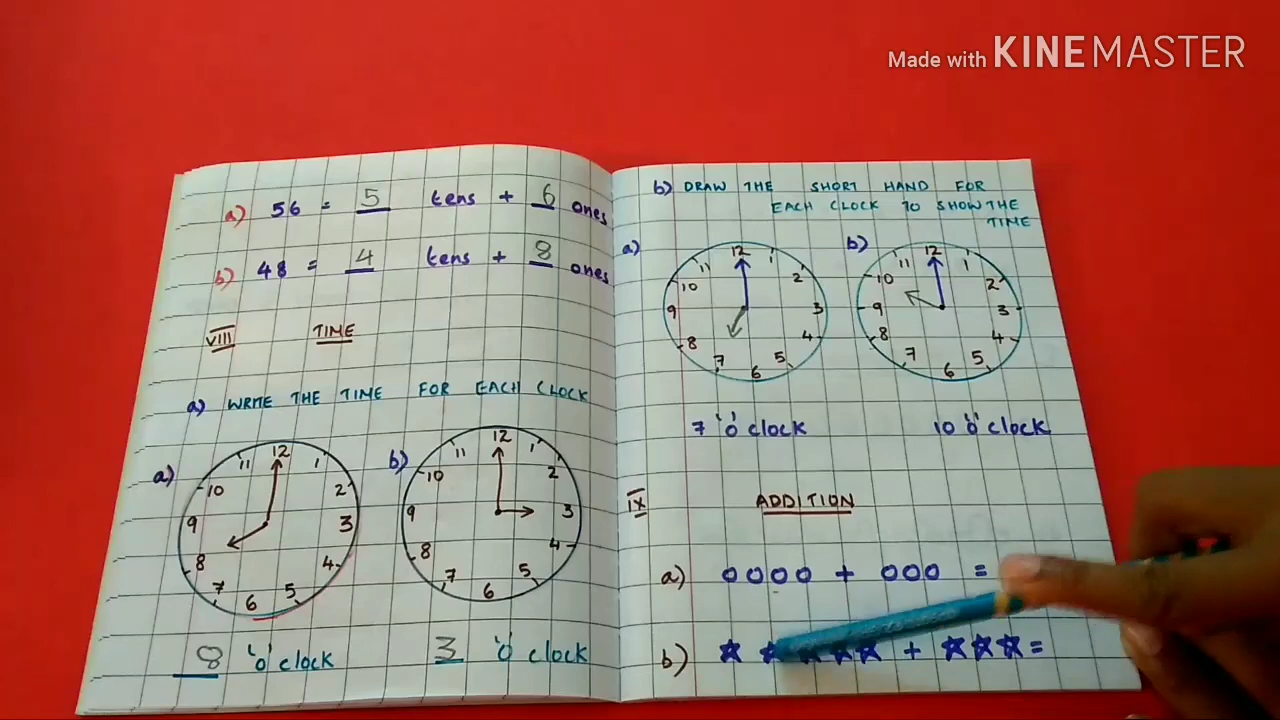 Made with KINEMASTER
a) 56 = 5 tens + 6 ones
b) 48 = 4 tens + 8 ones
VIII TIME
a) WRITE THE TIME FOR EACH CLOCK
a)
12
1
2
3
4
5
6
7
8
9
10
11
8 'O' clock
b)
12
1
2
3
4
5
6
7
8
9
10
11
3 'O' clock
b) DRAW THE SHORT HAND FOR
EACH CLOCK TO SHOW THE
TIME
a)
12
1
2
3
4
5
6
7
8
9
10
11
7 'O' clock
b)
12
1
2
3
4
5
6
7
8
9
10
11
10 'O' clock
IX ADDITION
a) + =
b) + =